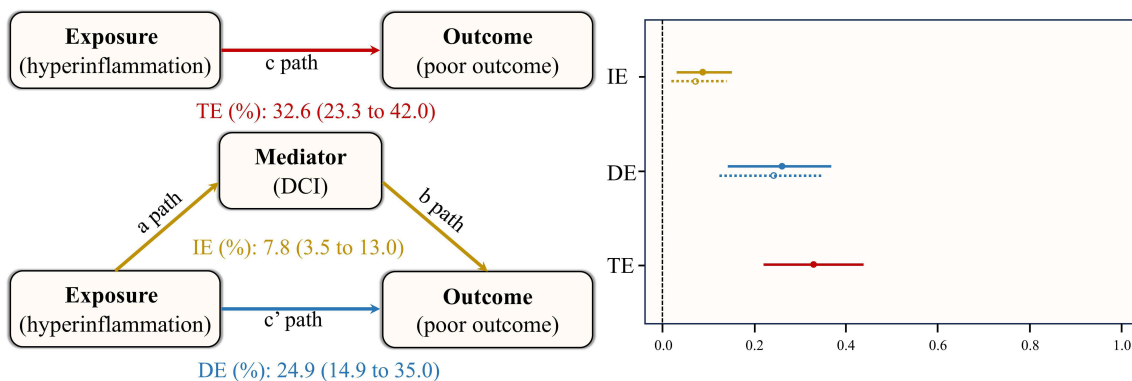 Exposure
(hyperinflammation)
c path
Outcome
(poor outcome)
TE (%): 32.6 (23.3 to 42.0)
Mediator
(DCI)
a path
b path
IE (%): 7.8 (3.5 to 13.0)
Exposure
(hyperinflammation)
c’ path
Outcome
(poor outcome)
DE (%): 24.9 (14.9 to 35.0)
IE
DE
TE
0.0 0.2 0.4 0.6 0.8 1.0